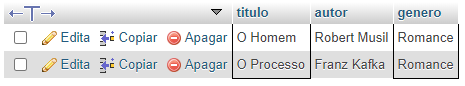 titulo autor genero
Edita Copiar Apagar O Homem Robert Musil Romance
Edita Copiar Apagar O Processo Franz Kafka Romance